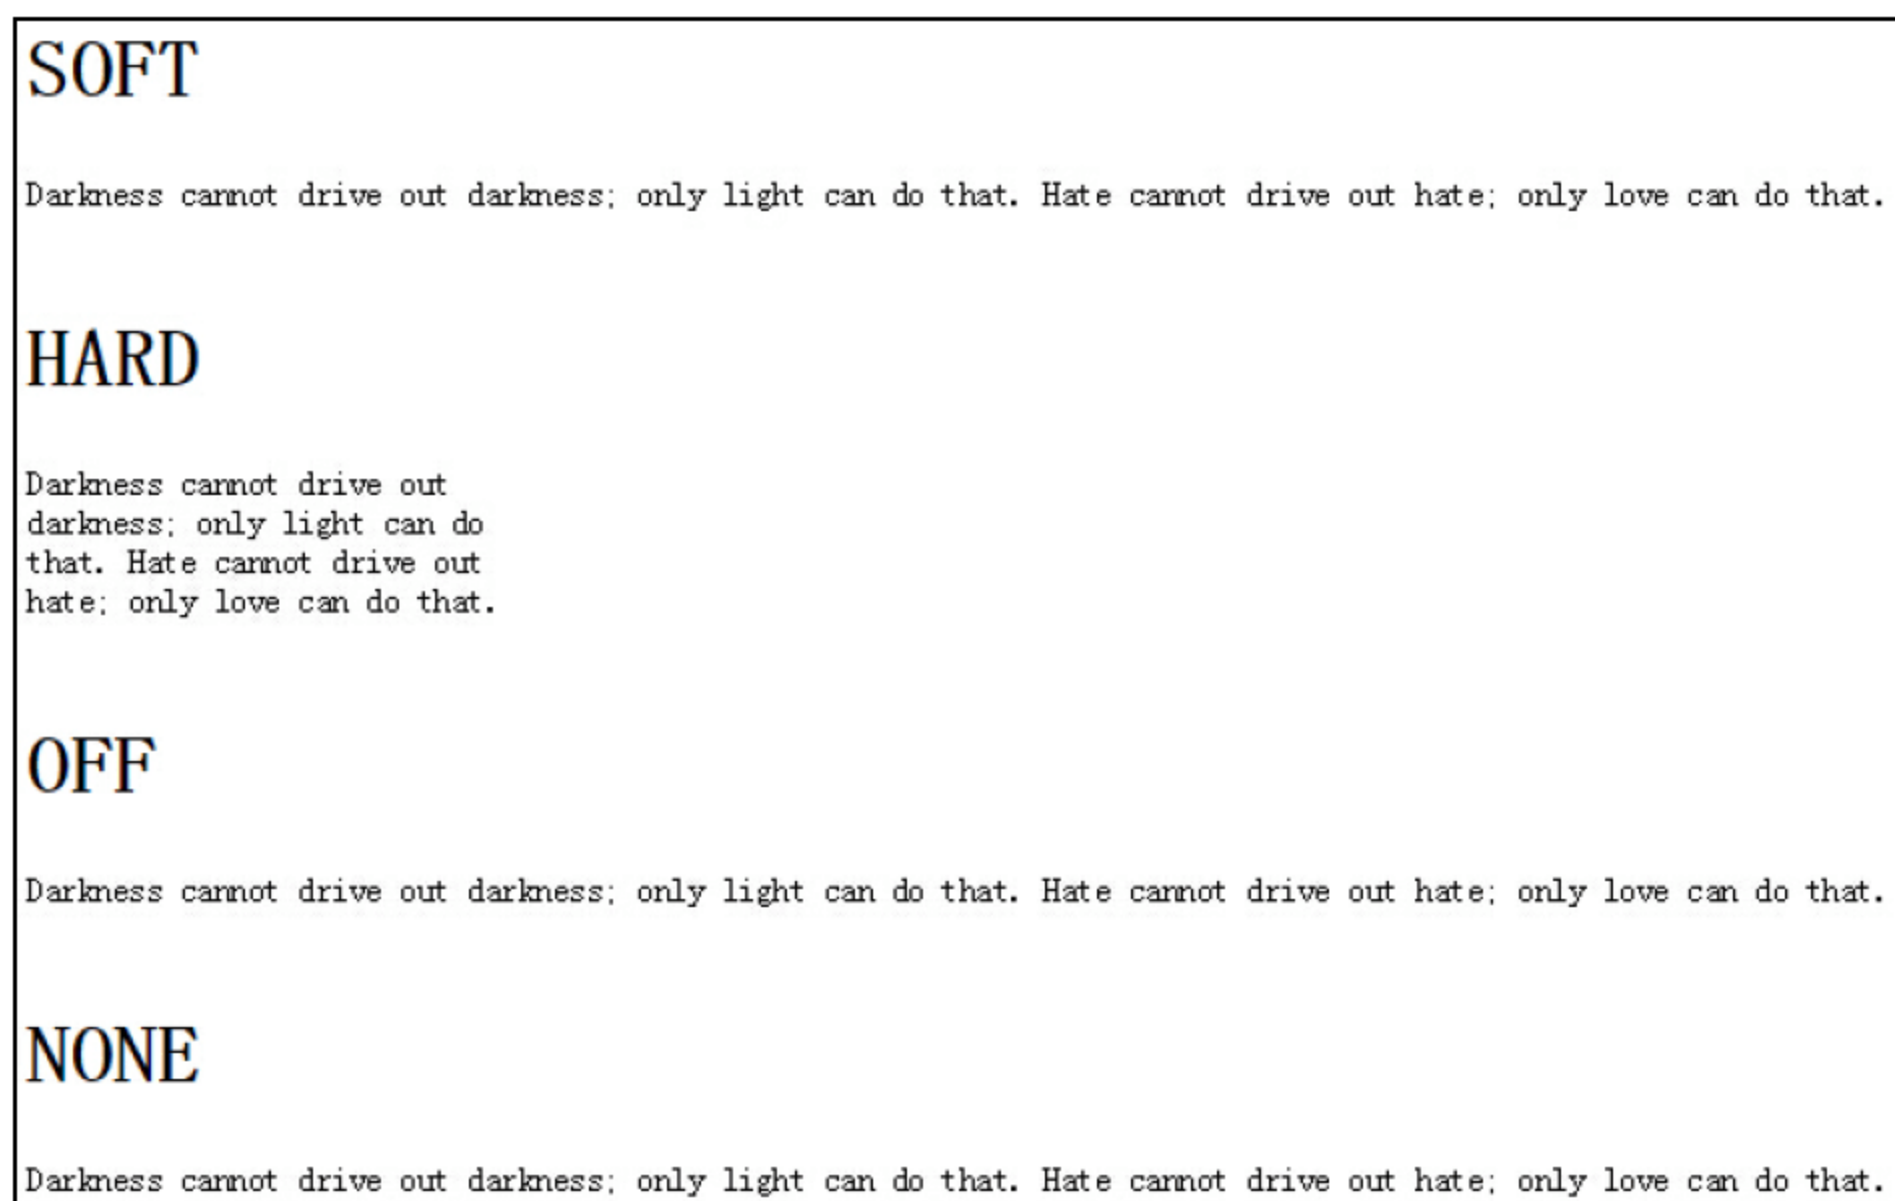 SOFT
Darkness cannot drive out darkness; only light can do that. Hate cannot drive out hate; only love can do that.
HARD
Darkness cannot drive out
darkness; only light can do
that. Hate cannot drive out
hate; only love can do that.
OFF
Darkness cannot drive out darkness; only light can do that. Hate cannot drive out hate; only love can do that.
NONE
Darkness cannot drive out darkness; only light can do that. Hate cannot drive out hate; only love can do that.